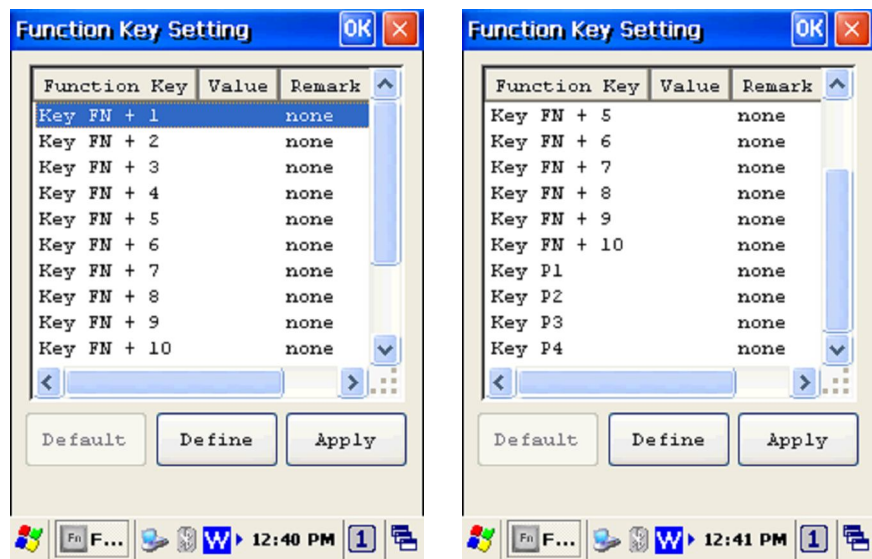 Function Key Setting OK
Function Key Value Remark
Key FN + 1 none
Key FN + 2 none
Key FN + 3 none
Key FN + 4 none
Key FN + 5 none
Key FN + 6 none
Key FN + 7 none
Key FN + 8 none
Key FN + 9 none
Key FN + 10 none
Default Define Apply
Fn F... W 12:40 PM 1
Function Key Setting OK
Function Key Value Remark
Key FN + 5 none
Key FN + 6 none
Key FN + 7 none
Key FN + 8 none
Key FN + 9 none
Key FN + 10 none
Key P1 none
Key P2 none
Key P3 none
Key P4 none
Default Define Apply
Fn F... W 12:41 PM 1